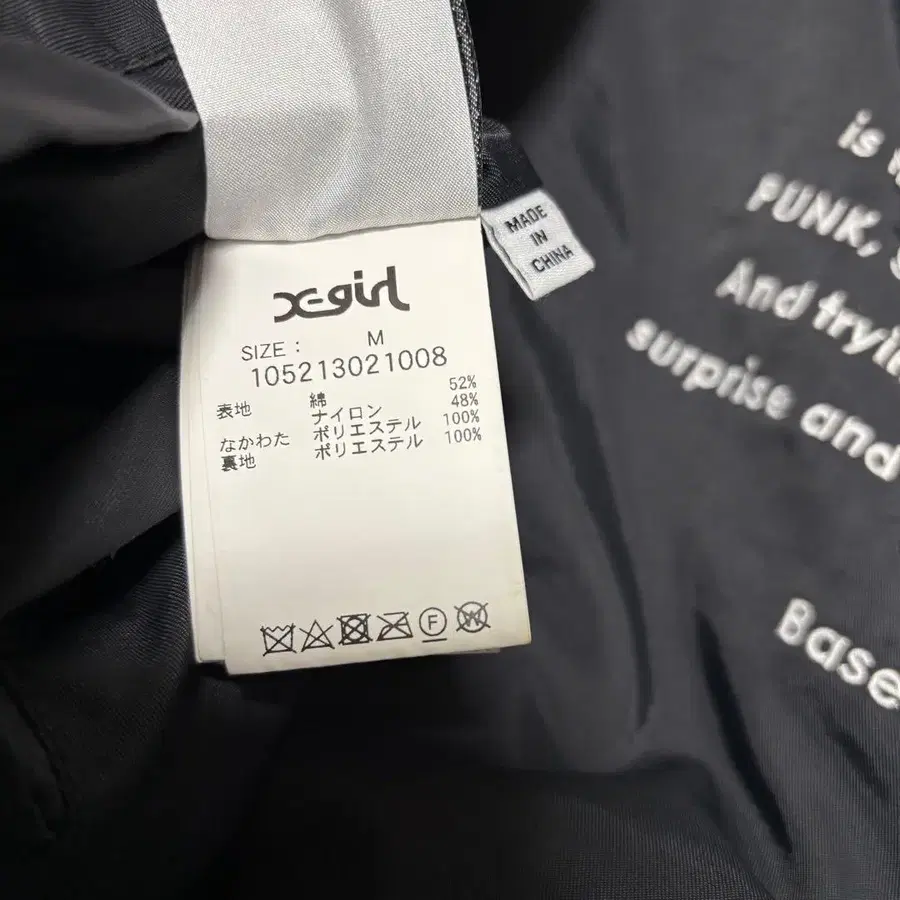 X-girl
SIZE : M
105213021008
表地 綿 52%
ナイロン 48%
なかわた ポリエステル 100%
裏地 ポリエステル 100%
F
W
MADE
IN
CHINA
is
PUNK,
And
surprise and